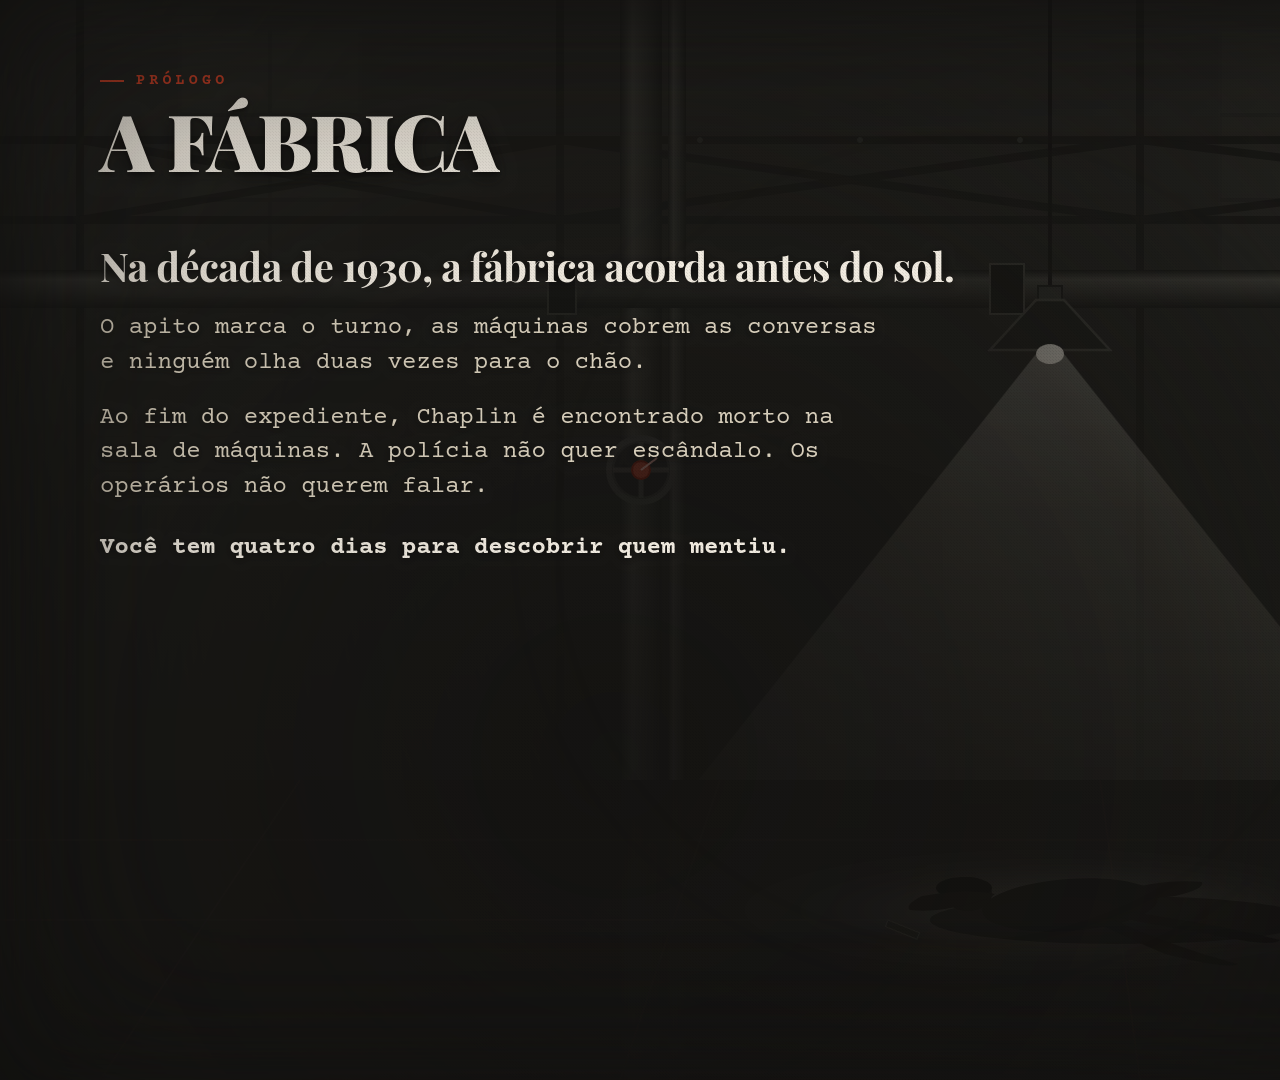 PRÓLOGO
A FÁBRICA
Na década de 1930, a fábrica acorda antes do sol.
O apito marca o turno, as máquinas cobrem as conversas
e ninguém olha duas vezes para o chão.
Ao fim do expediente, Chaplin é encontrado morto na
sala de máquinas. A polícia não quer escândalo. Os
operários não querem falar.
Você tem quatro dias para descobrir quem mentiu.